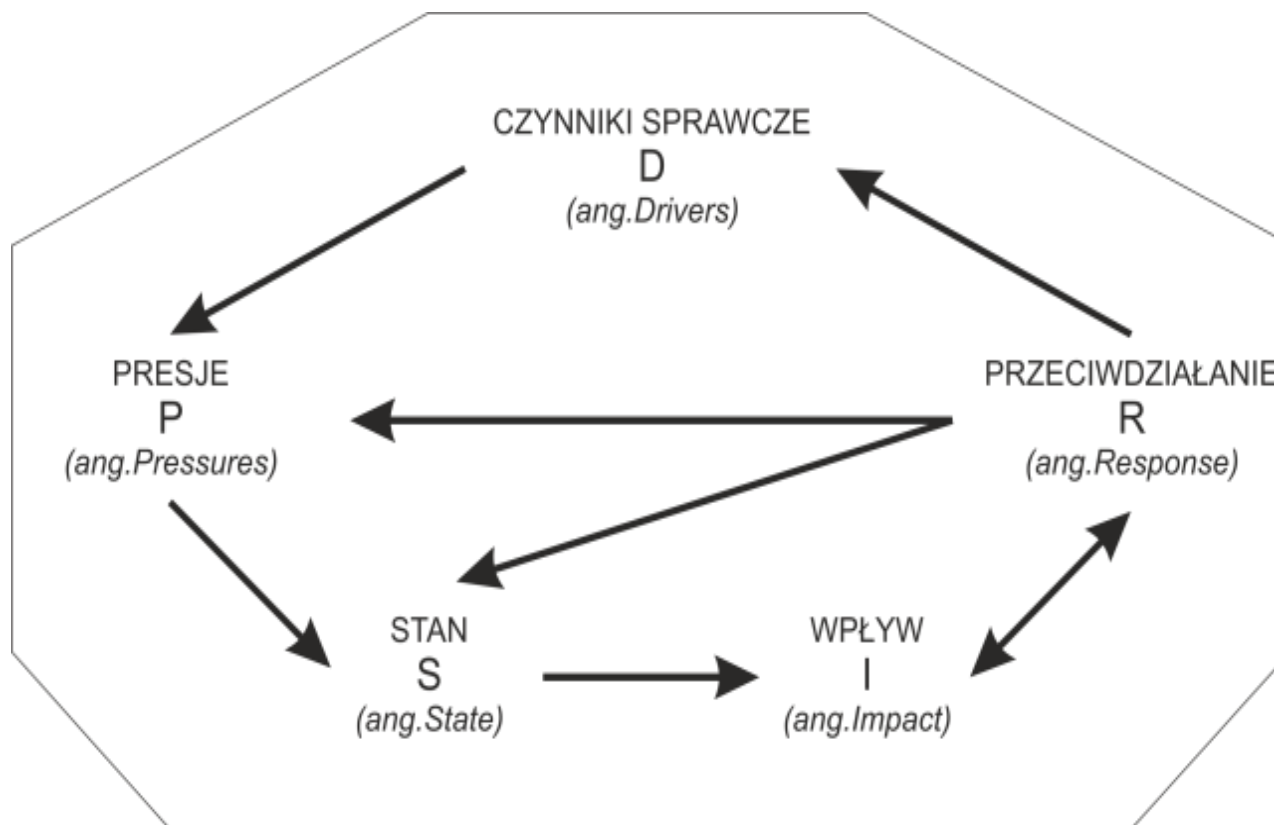 CZYNNIKI SPRAWCZE
D
(ang.Drivers)
PRESJE
P
(ang.Pressures)
PRZECIWDZIAŁANIE
R
(ang.Response)
STAN
S
(ang.State)
WPŁYW
I
(ang.Impact)